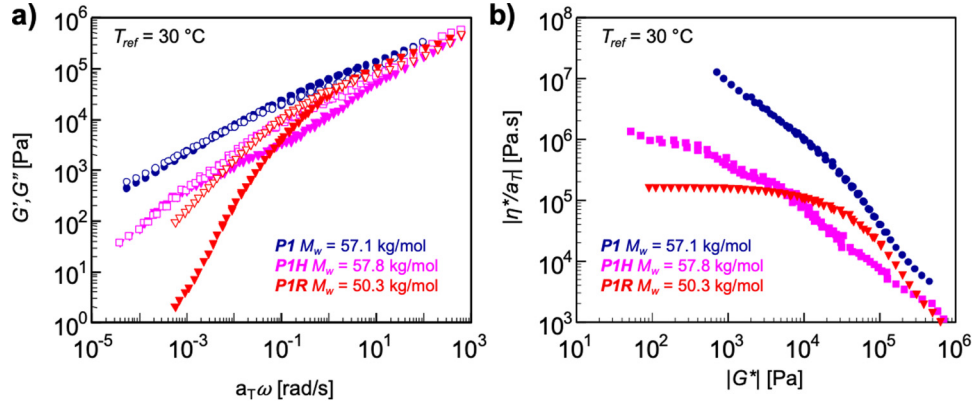 a)
T_ref = 30 °C
G',G" [Pa]
10^6
10^5
10^4
10^3
10^2
10^1
10^0
P1 M_w = 57.1 kg/mol
P1H M_w = 57.8 kg/mol
P1R M_w = 50.3 kg/mol
10^-5 10^-3 10^-1 10^1 10^3
a_Tω [rad/s]
b)
T_ref = 30 °C
|η*/a_T| [Pa.s]
10^8
10^7
10^6
10^5
10^4
10^3
P1 M_w = 57.1 kg/mol
P1H M_w = 57.8 kg/mol
P1R M_w = 50.3 kg/mol
10^1 10^2 10^3 10^4 10^5 10^6
|G*| [Pa]